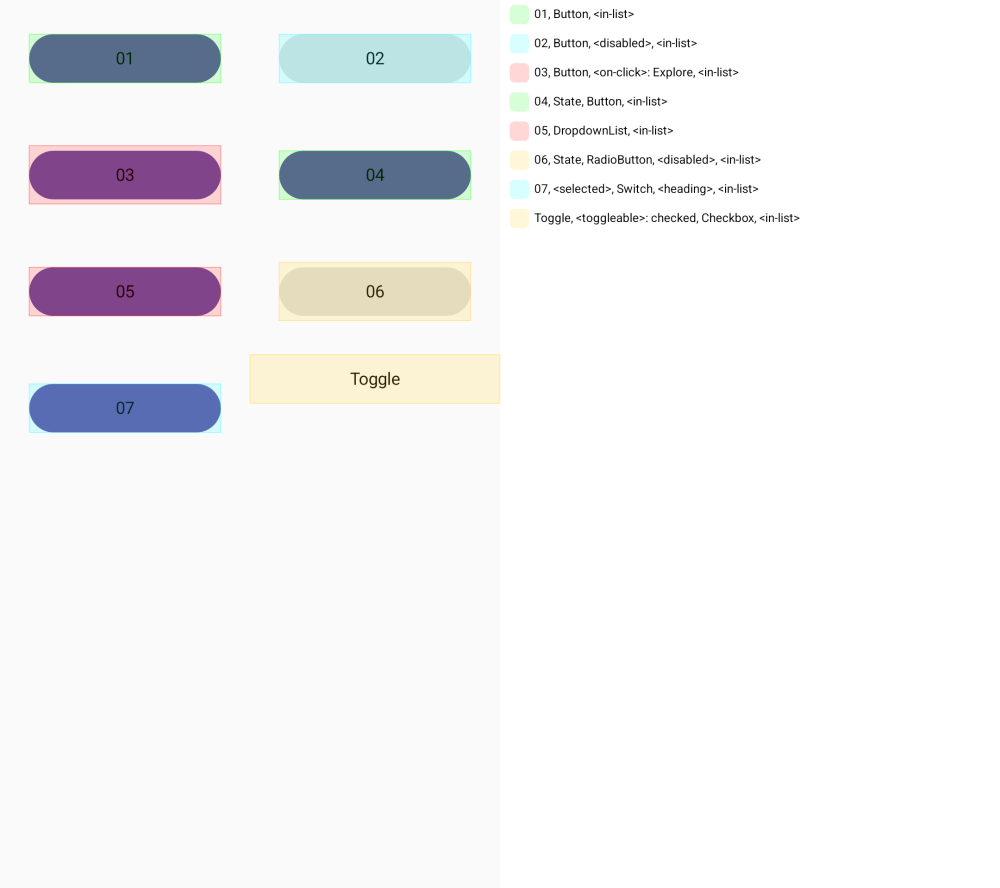 01
02
03
04
05
06
07
Toggle
01, Button, <in-list>
02, Button, <disabled>, <in-list>
03, Button, <on-click>: Explore, <in-list>
04, State, Button, <in-list>
05, DropdownList, <in-list>
06, State, RadioButton, <disabled>, <in-list>
07, <selected>, Switch, <heading>, <in-list>
Toggle, <toggleable>: checked, Checkbox, <in-list>